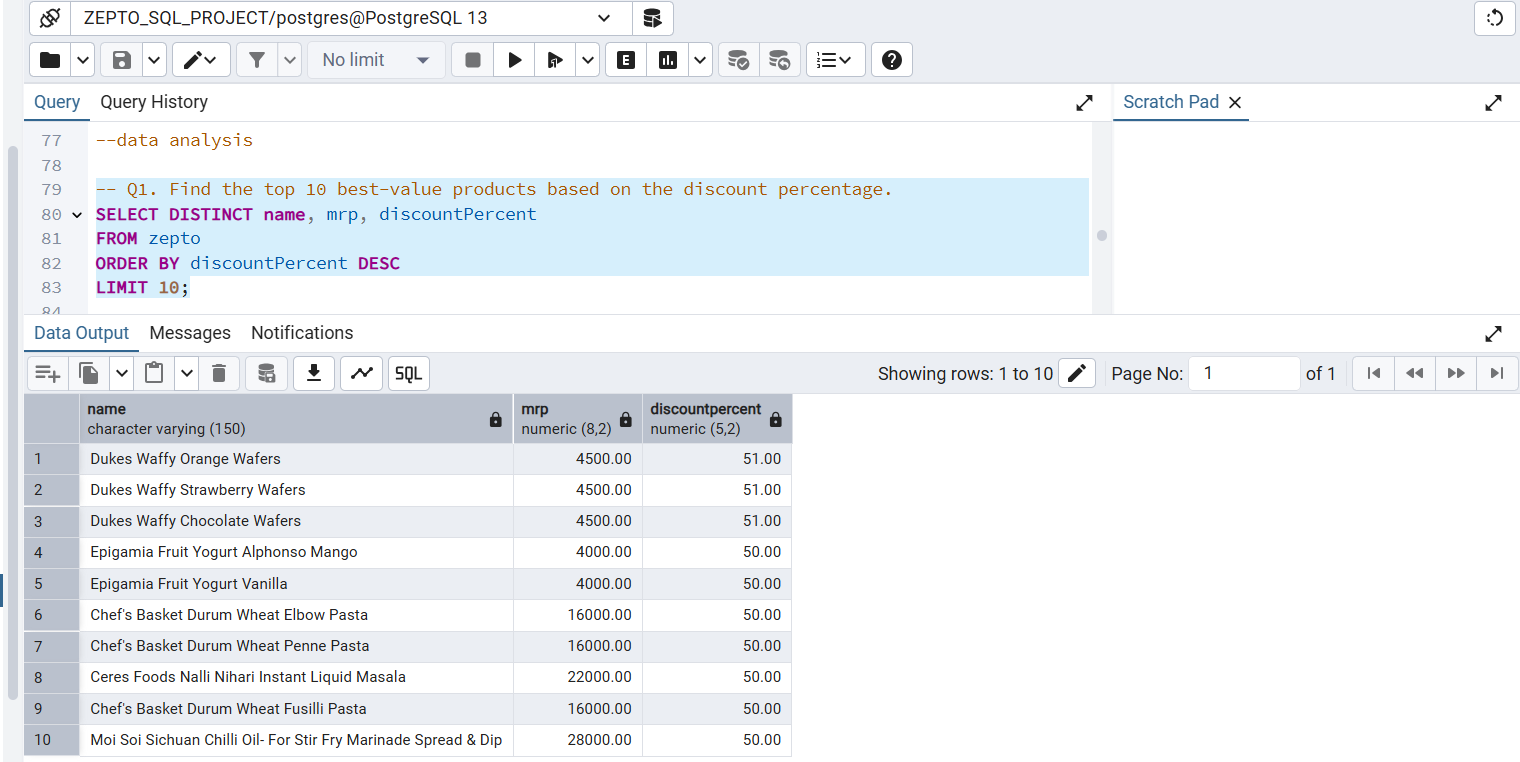 ZEPTO_SQL_PROJECT/postgres@PostgreSQL 13
No limit E
Query Query History Scratch Pad
77 --data analysis
78
79 -- Q1. Find the top 10 best-value products based on the discount percentage.
80 SELECT DISTINCT name, mrp, discountPercent
81 FROM zepto
82 ORDER BY discountPercent DESC
83 LIMIT 10;
84
Data Output Messages Notifications
SQL Showing rows: 1 to 10 Page No: 1 of 1
name mrp discountpercent
character varying (150) numeric (8,2) numeric (5,2)
1 Dukes Waffy Orange Wafers 4500.00 51.00
2 Dukes Waffy Strawberry Wafers 4500.00 51.00
3 Dukes Waffy Chocolate Wafers 4500.00 51.00
4 Epigamia Fruit Yogurt Alphonso Mango 4000.00 50.00
5 Epigamia Fruit Yogurt Vanilla 4000.00 50.00
6 Chef's Basket Durum Wheat Elbow Pasta 16000.00 50.00
7 Chef's Basket Durum Wheat Penne Pasta 16000.00 50.00
8 Ceres Foods Nalli Nihari Instant Liquid Masala 22000.00 50.00
9 Chef's Basket Durum Wheat Fusilli Pasta 16000.00 50.00
10 Moi Soi Sichuan Chilli Oil- For Stir Fry Marinade Spread & Dip 28000.00 50.00